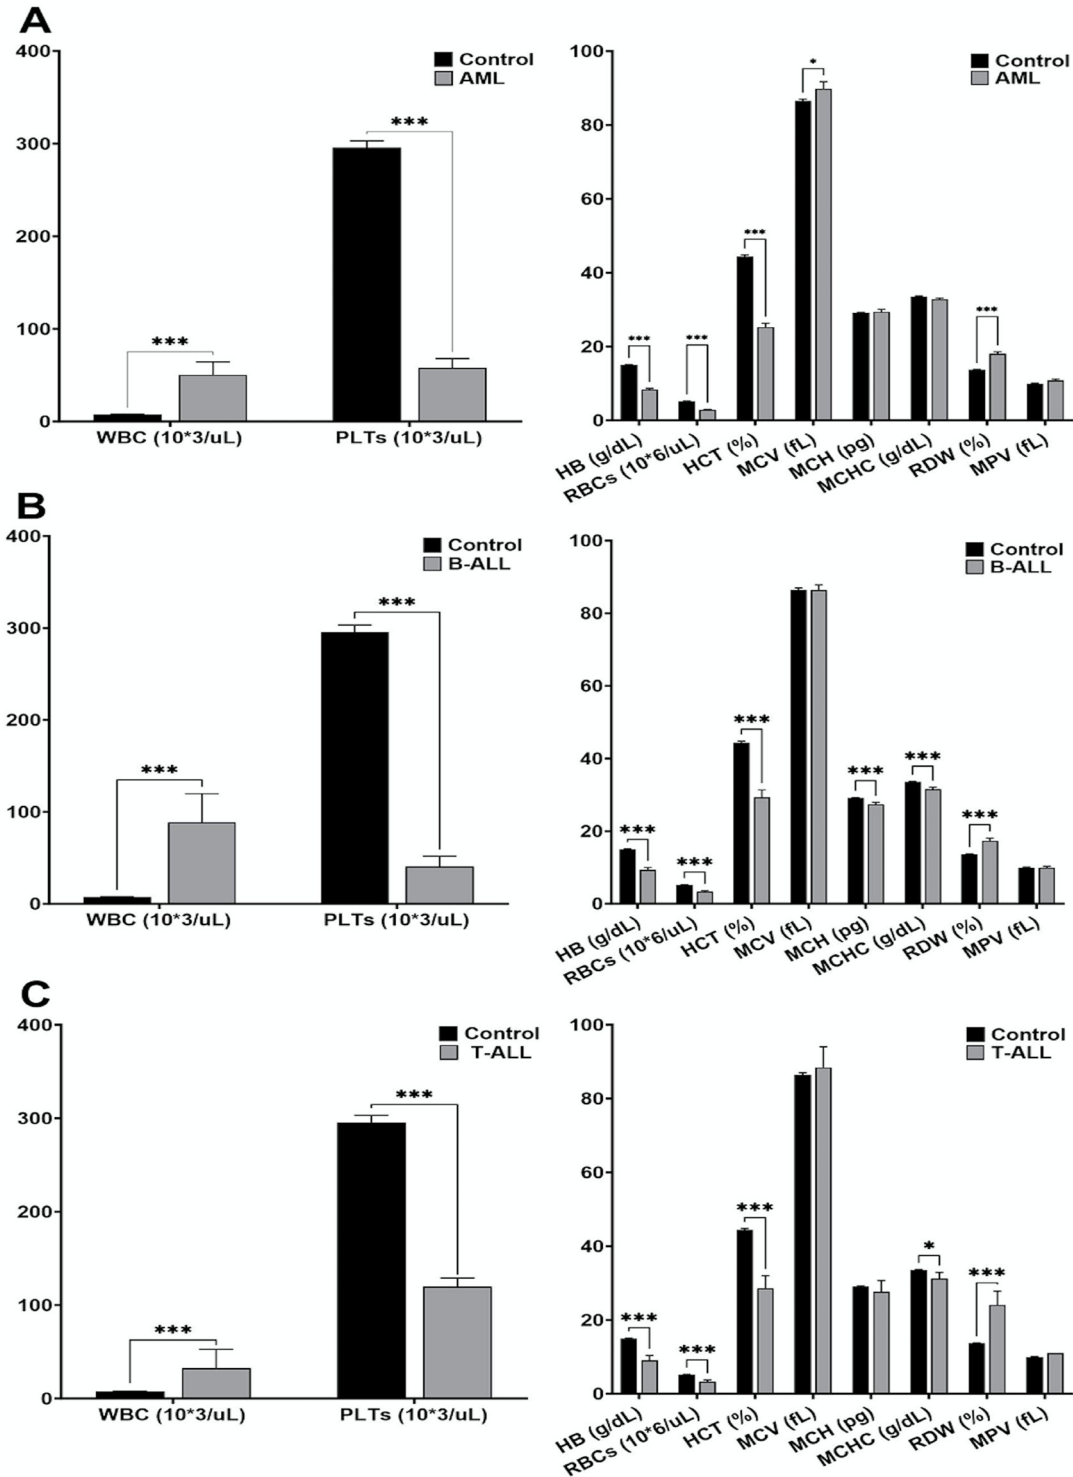 A
400
300
200
100
0
Control
AML
***
***
WBC (10*3/uL)
PLTs (10*3/uL)
100
80
60
40
20
0
Control
AML
***
***
***
*
***
HB (g/dL)
RBCs (10*6/uL)
HCT (%)
MCV (fL)
MCH (pg)
MCHC (g/dL)
RDW (%)
MPV (fL)
B
400
300
200
100
0
Control
B-ALL
***
***
WBC (10*3/uL)
PLTs (10*3/uL)
100
80
60
40
20
0
Control
B-ALL
***
***
***
***
***
***
HB (g/dL)
RBCs (10*6/uL)
HCT (%)
MCV (fL)
MCH (pg)
MCHC (g/dL)
RDW (%)
MPV (fL)
C
400
300
200
100
0
Control
T-ALL
***
***
WBC (10*3/uL)
PLTs (10*3/uL)
100
80
60
40
20
0
Control
T-ALL
***
***
***
*
***
HB (g/dL)
RBCs (10*6/uL)
HCT (%)
MCV (fL)
MCH (pg)
MCHC (g/dL)
RDW (%)
MPV (fL)